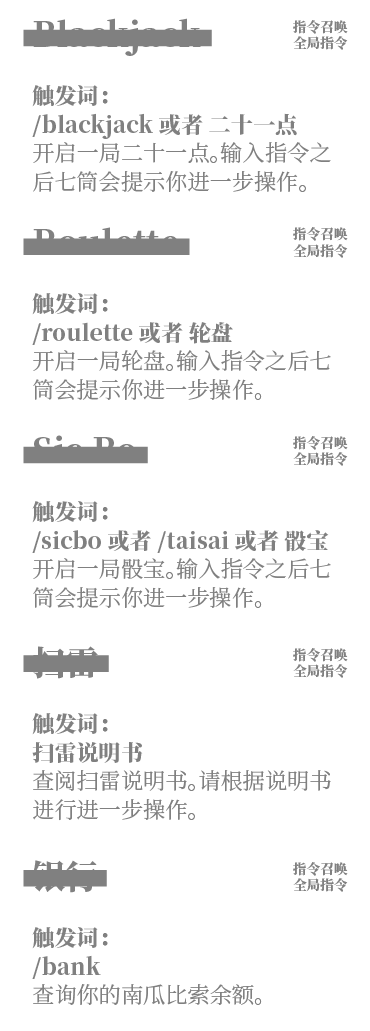 Blackjack
指令召唤
全局指令
触发词：
/blackjack 或者 二十一点
开启一局二十一点。输入指令之
后七筒会提示你进一步操作。
Roulette
指令召唤
全局指令
触发词：
/roulette 或者 轮盘
开启一局轮盘。输入指令之后七
筒会提示你进一步操作。
Sic Bo
指令召唤
全局指令
触发词：
/sicbo 或者 /taisai 或者 骰宝
开启一局骰宝。输入指令之后七
筒会提示你进一步操作。
扫雷
指令召唤
全局指令
触发词：
扫雷说明书
查阅扫雷说明书。请根据说明书
进行进一步操作。
银行
指令召唤
全局指令
触发词：
/bank
查询你的南瓜比索余额。